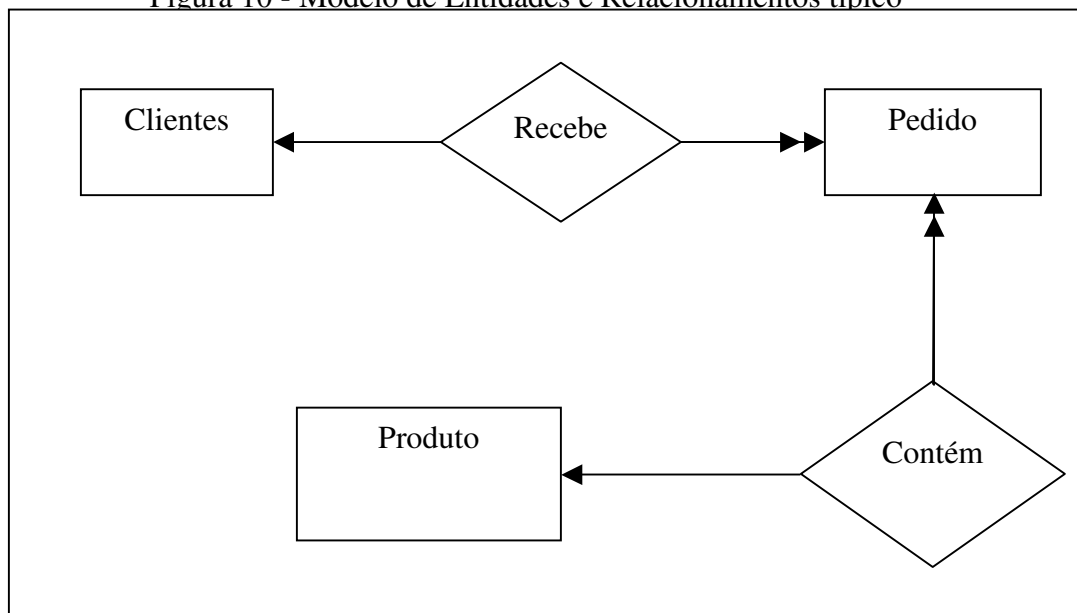 Figura 10 - Modelo de Entidades e Relacionamentos típico
Clientes
Recebe
Pedido
Produto
Contém